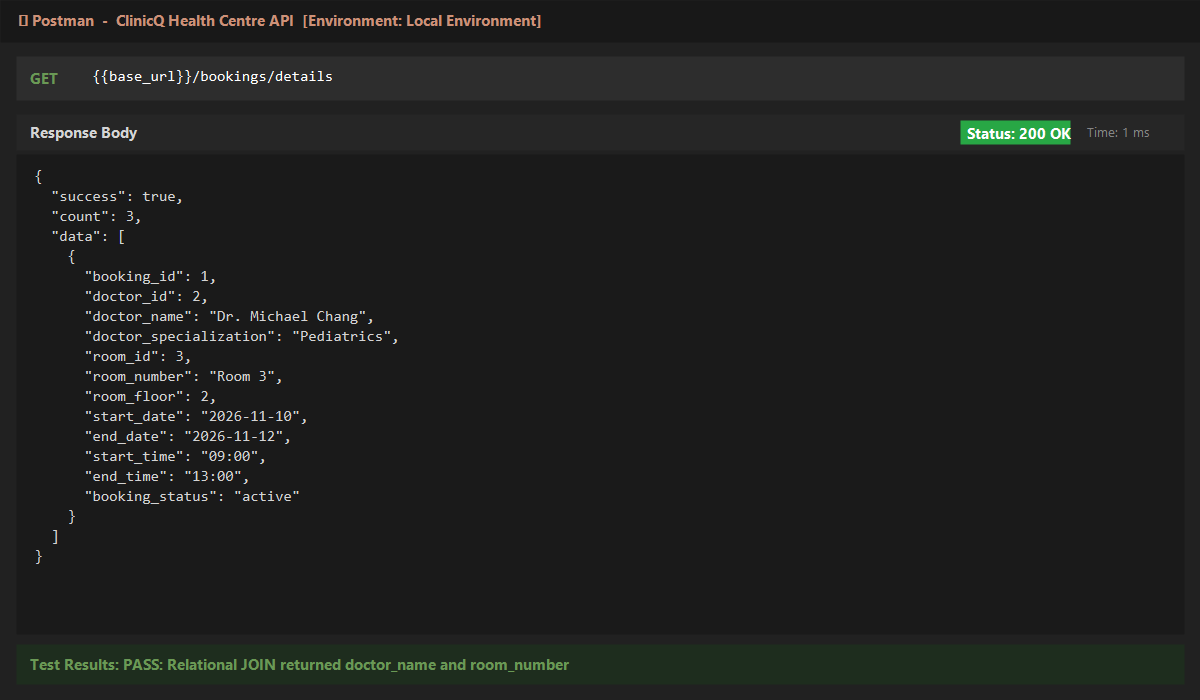 Postman - ClinicQ Health Centre API [Environment: Local Environment]
GET {{base_url}}/bookings/details
Response Body Status: 200 OK Time: 1 ms
{
  "success": true,
  "count": 3,
  "data": [
    {
      "booking_id": 1,
      "doctor_id": 2,
      "doctor_name": "Dr. Michael Chang",
      "doctor_specialization": "Pediatrics",
      "room_id": 3,
      "room_number": "Room 3",
      "room_floor": 2,
      "start_date": "2026-11-10",
      "end_date": "2026-11-12",
      "start_time": "09:00",
      "end_time": "13:00",
      "booking_status": "active"
    }
  ]
}
Test Results: PASS: Relational JOIN returned doctor_name and room_number